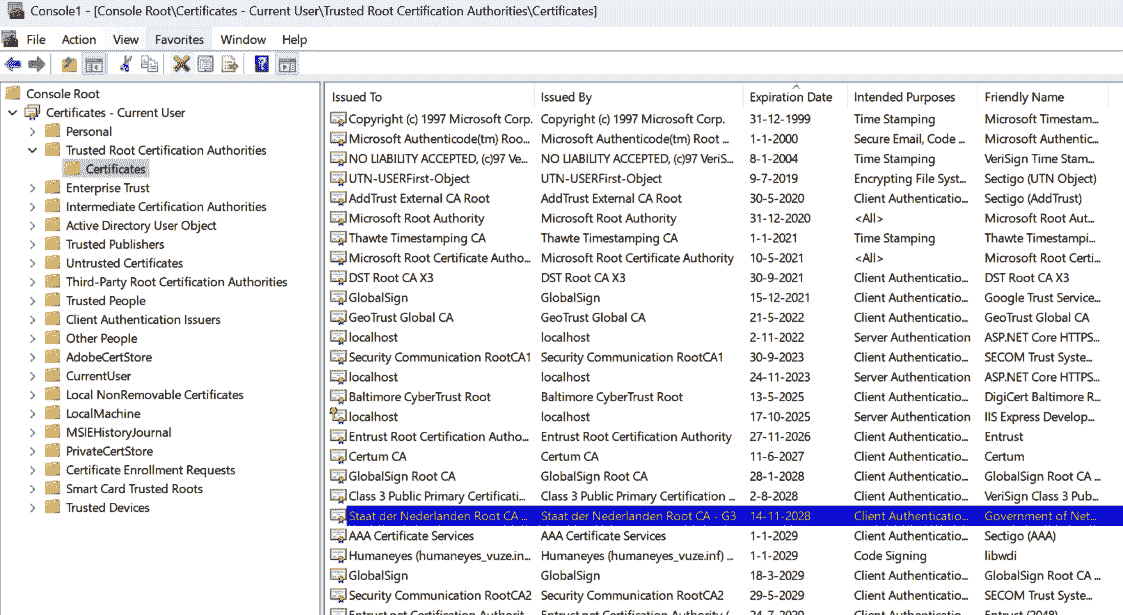 Console1 - [Console Root\Certificates - Current User\Trusted Root Certification Authorities\Certificates]
File Action View Favorites Window Help
Console Root
Certificates - Current User
Personal
Trusted Root Certification Authorities
Certificates
Enterprise Trust
Intermediate Certification Authorities
Active Directory User Object
Trusted Publishers
Untrusted Certificates
Third-Party Root Certification Authorities
Trusted People
Client Authentication Issuers
Other People
AdobeCertStore
CurrentUser
Local NonRemovable Certificates
LocalMachine
MSIEHistoryJournal
PrivateCertStore
Certificate Enrollment Requests
Smart Card Trusted Roots
Trusted Devices
Issued To Issued By Expiration Date Intended Purposes Friendly Name
Copyright (c) 1997 Microsoft Corp. Copyright (c) 1997 Microsoft Corp. 31-12-1999 Time Stamping Microsoft Timestam...
Microsoft Authenticode(tm) Roo... Microsoft Authenticode(tm) Root ... 1-1-2000 Secure Email, Code ... Microsoft Authentic...
NO LIABILITY ACCEPTED, (c)97 Ve... NO LIABILITY ACCEPTED, (c)97 VeriS... 8-1-2004 Time Stamping VeriSign Time Stam...
UTN-USERFirst-Object UTN-USERFirst-Object 9-7-2019 Encrypting File Syst... Sectigo (UTN Object)
AddTrust External CA Root AddTrust External CA Root 30-5-2020 Client Authenticatio... Sectigo (AddTrust)
Microsoft Root Authority Microsoft Root Authority 31-12-2020 <All> Microsoft Root Aut...
Thawte Timestamping CA Thawte Timestamping CA 1-1-2021 Time Stamping Thawte Timestampi...
Microsoft Root Certificate Autho... Microsoft Root Certificate Authority 10-5-2021 <All> Microsoft Root Certi...
DST Root CA X3 DST Root CA X3 30-9-2021 Client Authenticatio... DST Root CA X3
GlobalSign GlobalSign 15-12-2021 Client Authenticatio... Google Trust Service...
GeoTrust Global CA GeoTrust Global CA 21-5-2022 Client Authenticatio... GeoTrust Global CA
localhost localhost 2-11-2022 Server Authentication ASP.NET Core HTTPS...
Security Communication RootCA1 Security Communication RootCA1 30-9-2023 Client Authenticatio... SECOM Trust Syste...
localhost localhost 24-11-2023 Server Authentication ASP.NET Core HTTPS...
Baltimore CyberTrust Root Baltimore CyberTrust Root 13-5-2025 Client Authenticatio... DigiCert Baltimore R...
localhost localhost 17-10-2025 Server Authentication IIS Express Develop...
Entrust Root Certification Autho... Entrust Root Certification Authority 27-11-2026 Client Authenticatio... Entrust
Certum CA Certum CA 11-6-2027 Client Authenticatio... Certum
GlobalSign Root CA GlobalSign Root CA 28-1-2028 Client Authenticatio... GlobalSign Root CA ...
Class 3 Public Primary Certificati... Class 3 Public Primary Certification ... 2-8-2028 Client Authenticatio... VeriSign Class 3 Pub...
Staat der Nederlanden Root CA ... Staat der Nederlanden Root CA - G3 14-11-2028 Client Authenticatio... Government of Net...
AAA Certificate Services AAA Certificate Services 1-1-2029 Client Authenticatio... Sectigo (AAA)
Humaneyes (humaneyes_vuze.in... Humaneyes (humaneyes_vuze.inf) ... 1-1-2029 Code Signing libwdi
GlobalSign GlobalSign 18-3-2029 Client Authenticatio... GlobalSign Root CA ...
Security Communication RootCA2 Security Communication RootCA2 29-5-2029 Client Authenticatio... SECOM Trust Syste...
Entrust.net Certification Authorit... Entrust.net Certification Authority (... 24-7-2029 Client Authenticatio... Entrust (2048)